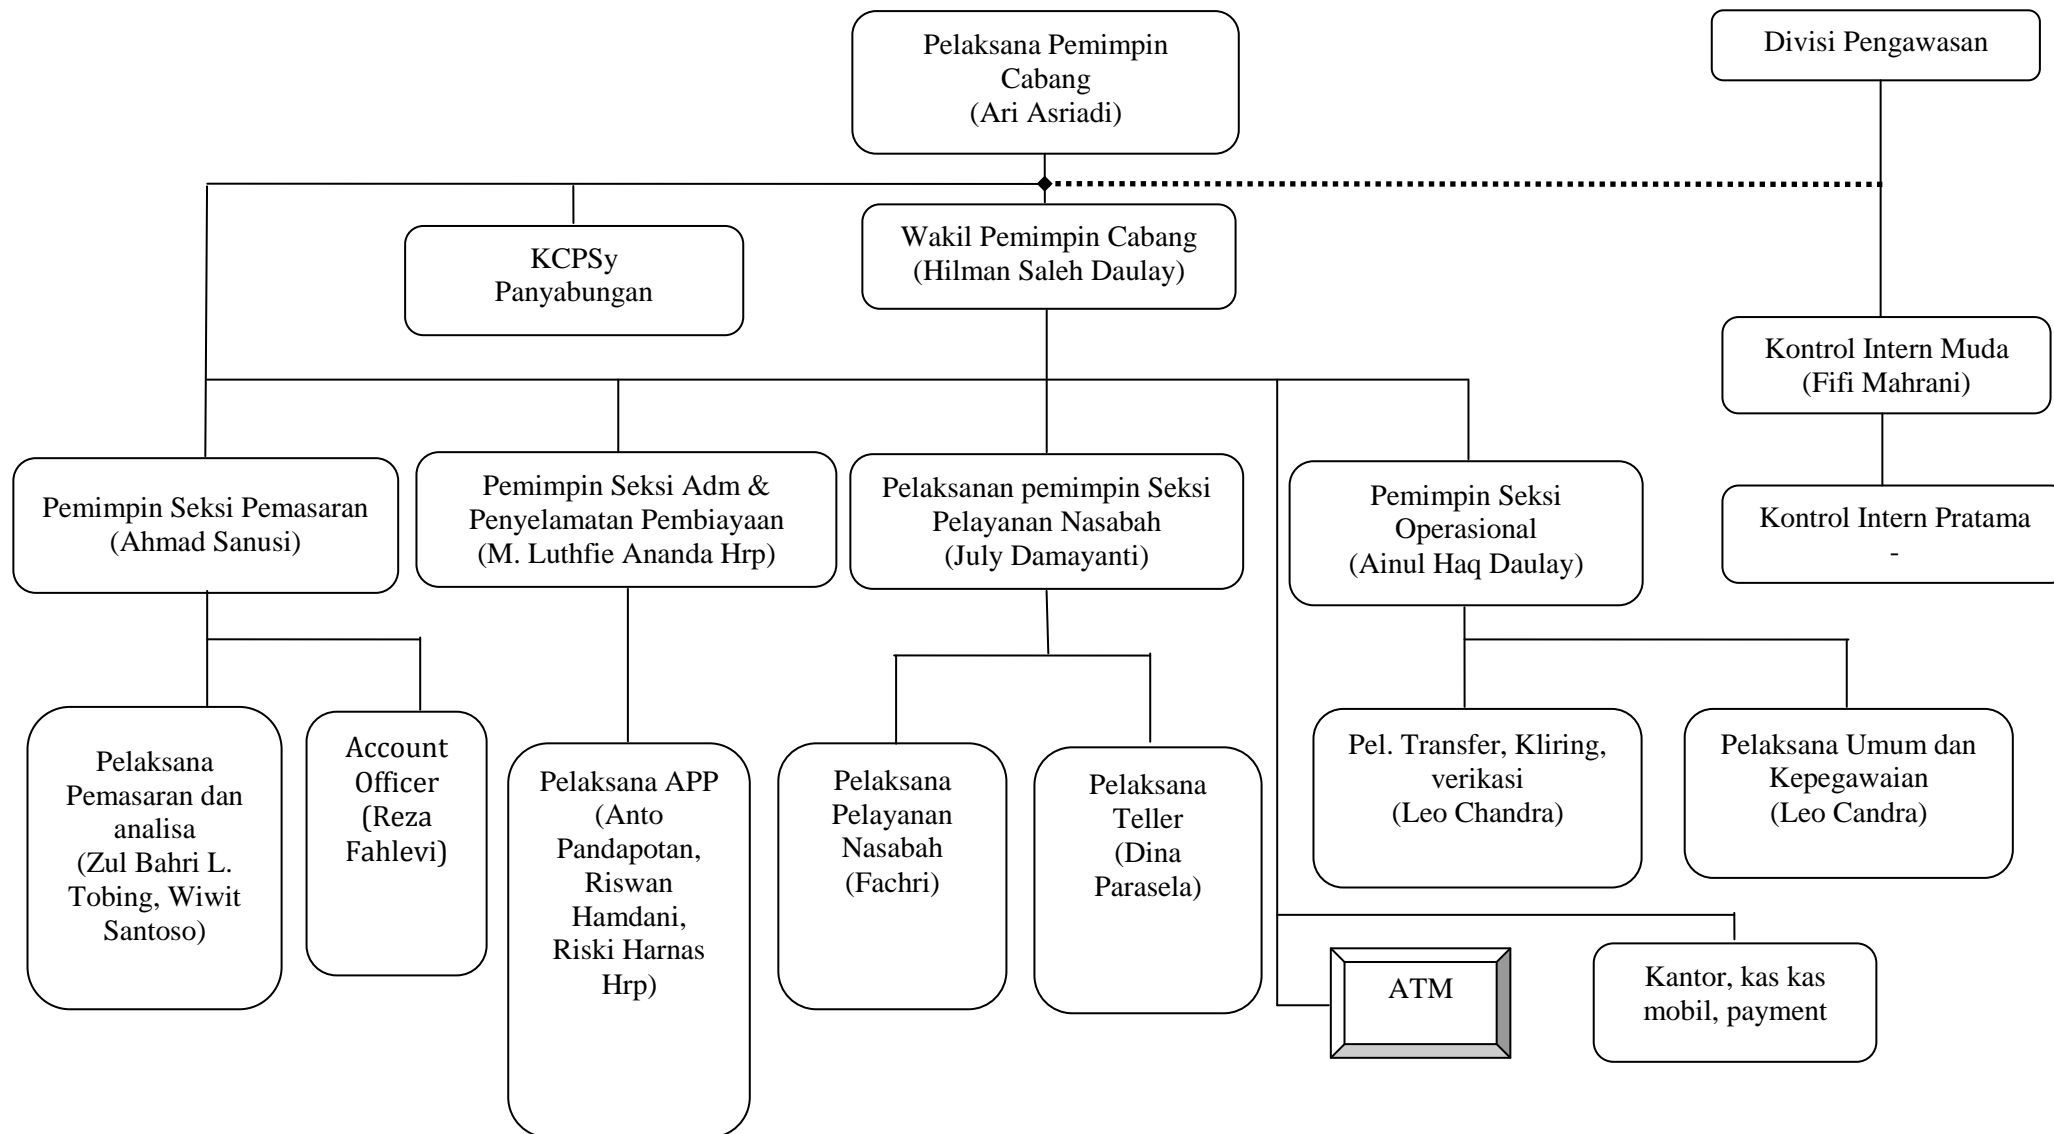 Pelaksana Pemimpin
Cabang
(Ari Asriadi)
Divisi Pengawasan
KCPSy
Panyabungan
Wakil Pemimpin Cabang
(Hilman Saleh Daulay)
Kontrol Intern Muda
(Fifi Mahrani)
Pemimpin Seksi Pemasaran
(Ahmad Sanusi)
Pemimpin Seksi Adm &
Penyelamatan Pembiayaan
(M. Luthfie Ananda Hrp)
Pelaksanan pemimpin Seksi
Pelayanan Nasabah
(July Damayanti)
Pemimpin Seksi
Operasional
(Ainul Haq Daulay)
Kontrol Intern Pratama
-
Pelaksana
Pemasaran dan
analisa
(Zul Bahri L.
Tobing, Wiwit
Santoso)
Account
Officer
(Reza
Fahlevi)
Pelaksana APP
(Anto
Pandapotan,
Riswan
Hamdani,
Riski Harnas
Hrp)
Pelaksana
Pelayanan
Nasabah
(Fachri)
Pelaksana
Teller
(Dina
Parasela)
Pel. Transfer, Kliring,
verikasi
(Leo Chandra)
Pelaksana Umum dan
Kepegawaian
(Leo Candra)
ATM
Kantor, kas kas
mobil, payment